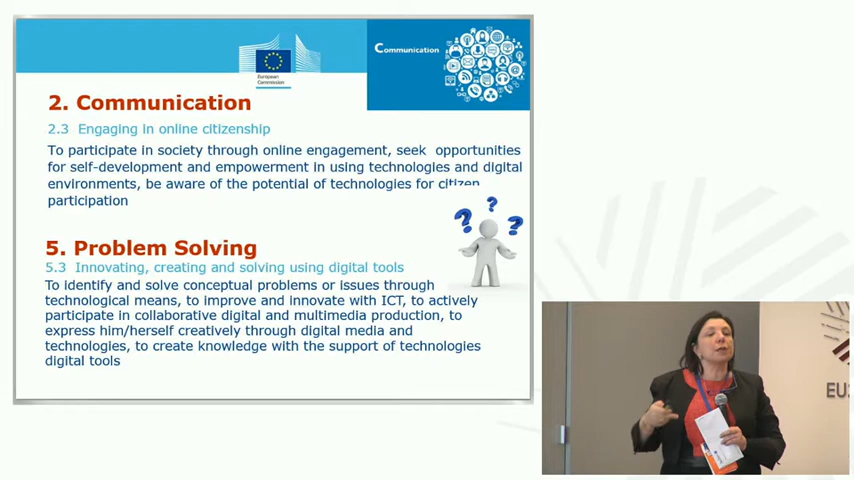 Communication
European
Commission
2. Communication
2.3 Engaging in online citizenship
To participate in society through online engagement, seek opportunities
for self-development and empowerment in using technologies and digital
environments, be aware of the potential of technologies for citizen
participation
5. Problem Solving
5.3 Innovating, creating and solving using digital tools
To identify and solve conceptual problems or issues through
technological means, to improve and innovate with ICT, to actively
participate in collaborative digital and multimedia production, to
express him/herself creatively through digital media and
technologies, to create knowledge with the support of technologies
digital tools
? ? ?